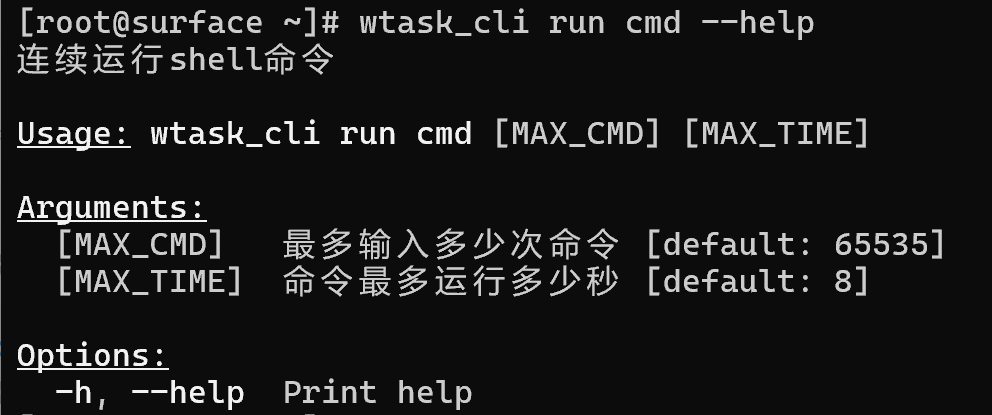 [root@surface ~]# wtask_cli run cmd --help
连续运行shell命令
Usage: wtask_cli run cmd [MAX_CMD] [MAX_TIME]
Arguments:
[MAX_CMD] 最多输入多少次命令 [default: 65535]
[MAX_TIME] 命令最多运行多少秒 [default: 8]
Options:
-h, --help Print help